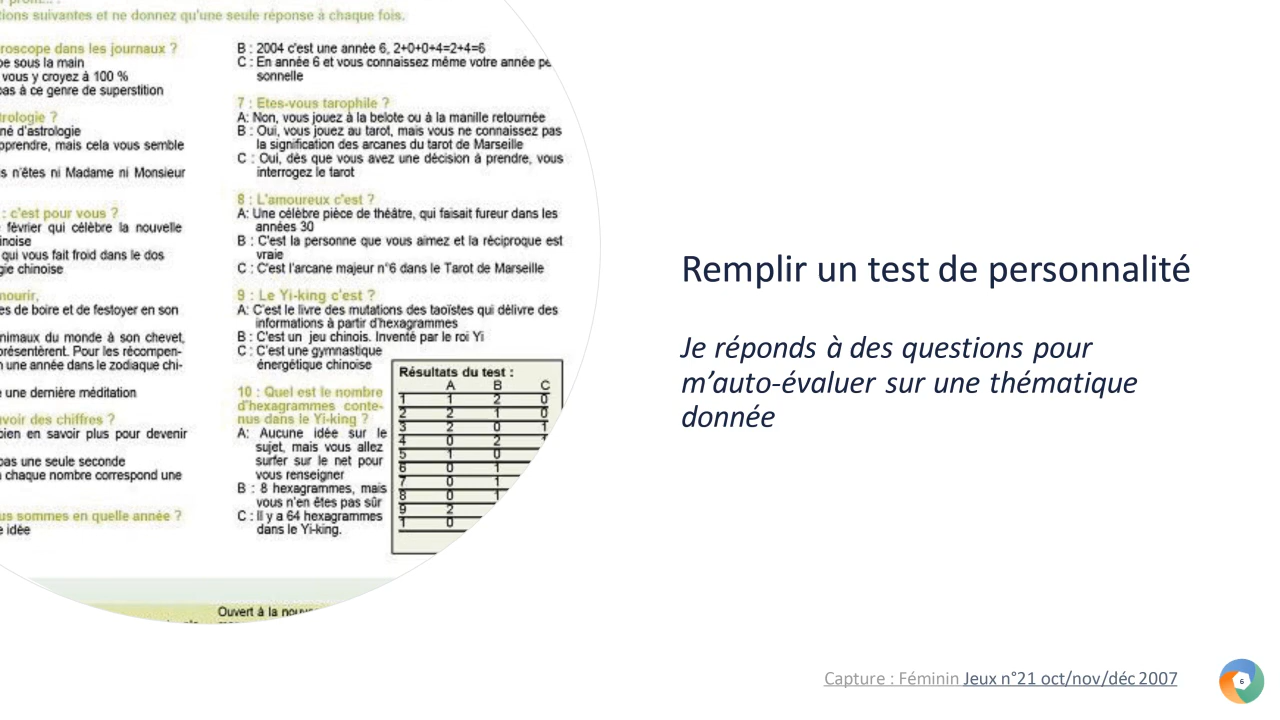 tions suivantes et ne donnez qu'une seule réponse à chaque fois.
roscope dans les journaux ?
pe sous la main
vous y croyez à 100 %
pas à ce genre de superstition
trologie ?
né d'astrologie
pprendre, mais cela vous semble
s n'êtes ni Madame ni Monsieur
: c'est pour vous ?
février qui célèbre la nouvelle
inoise
qui vous fait froid dans le dos
gie chinoise
mourir,
es de boire et de festoyer en son
nimaux du monde à son chevet,
présentèrent. Pour les récompen-
n une année dans le zodiaque chi-
e une dernière méditation
avoir des chiffres ?
bien en savoir plus pour devenir
pas une seule seconde
à chaque nombre correspond une
us sommes en quelle année ?
e idée
B : 2004 c'est une année 6, 2+0+0+4=2+4=6
C : En année 6 et vous connaissez même votre année pe
sonnelle
7 : Etes-vous tarophile ?
A: Non, vous jouez à la belote ou à la manille retournée
B : Oui, vous jouez au tarot, mais vous ne connaissez pas
la signification des arcanes du tarot de Marseille
C : Oui, dès que vous avez une décision à prendre, vous
interrogez le tarot
8 : L'amoureux c'est ?
A: Une célèbre pièce de théâtre, qui faisait fureur dans les
années 30
B : C'est la personne que vous aimez et la réciproque est
vraie
C : C'est l'arcane majeur n°6 dans le Tarot de Marseille
9 : Le Yi-king c'est ?
A: C'est le livre des mutations des taoïstes qui délivre des
informations à partir d'hexagrammes
B : C'est un jeu chinois. Inventé par le roi Yi
C : C'est une gymnastique
énergétique chinoise
10 : Quel est le nombre
d'hexagrammes conte-
nus dans le Yi-king ?
A: Aucune idée sur le
sujet, mais vous allez
surfer sur le net pour
vous renseigner
B : 8 hexagrammes, mais
vous n'en êtes pas sûr
C : Il y a 64 hexagrammes
dans le Yi-king.
Résultats du test :
A B C
1 1 2 0
2 2 1 0
3 2 0 1
4 0 2
5 1 0
6 0 1
7 0 1
8 0 1
9 2
1 0
Ouvert à la
Remplir un test de personnalité
Je réponds à des questions pour
m'auto-évaluer sur une thématique
donnée
Capture : Féminin Jeux n°21 oct/nov/déc 2007
6